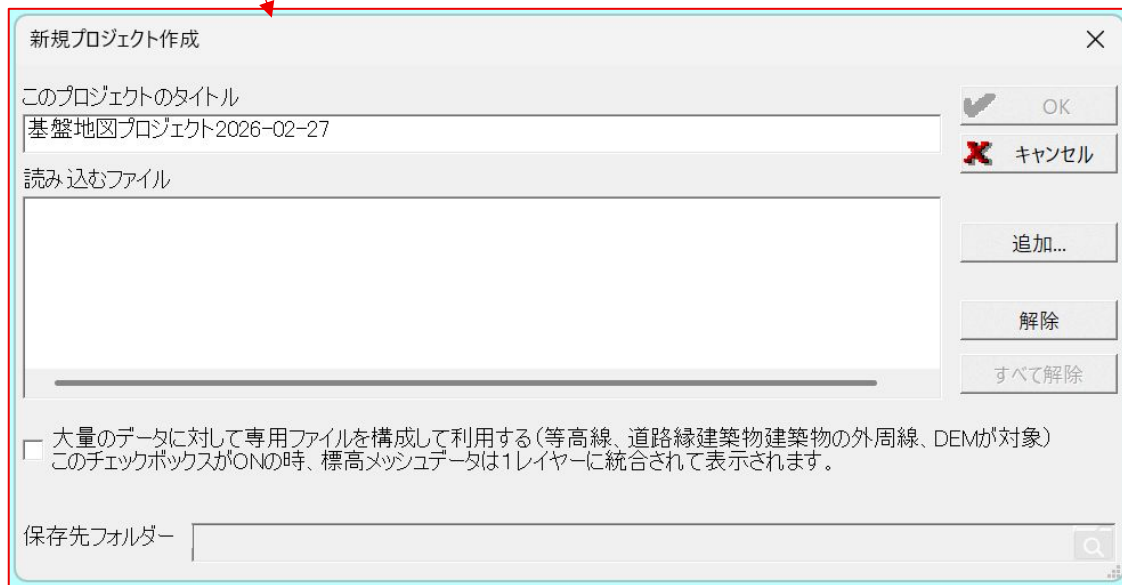 新規プロジェクト作成
このプロジェクトのタイトル
OK
基盤地図プロジェクト2026-02-27
キャンセル
読み込むファイル
追加...
解除
すべて解除
大量のデータに対して専用ファイルを構成して利用する(等高線、道路縁建築物建築物の外周線、DEMが対象)
このチェックボックスがONの時、標高メッシュデータは1レイヤーに統合されて表示されます。
保存先フォルダー